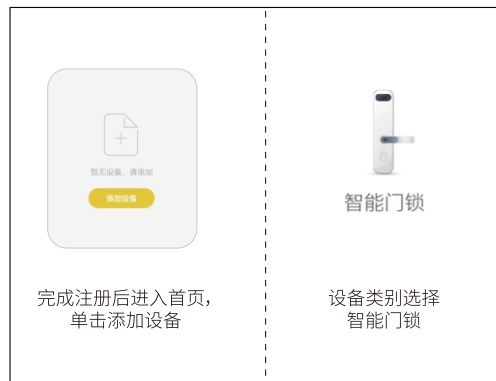 暂无设备，请添加
添加设备
完成注册后进入首页，
单击添加设备
智能门锁
设备类别选择
智能门锁